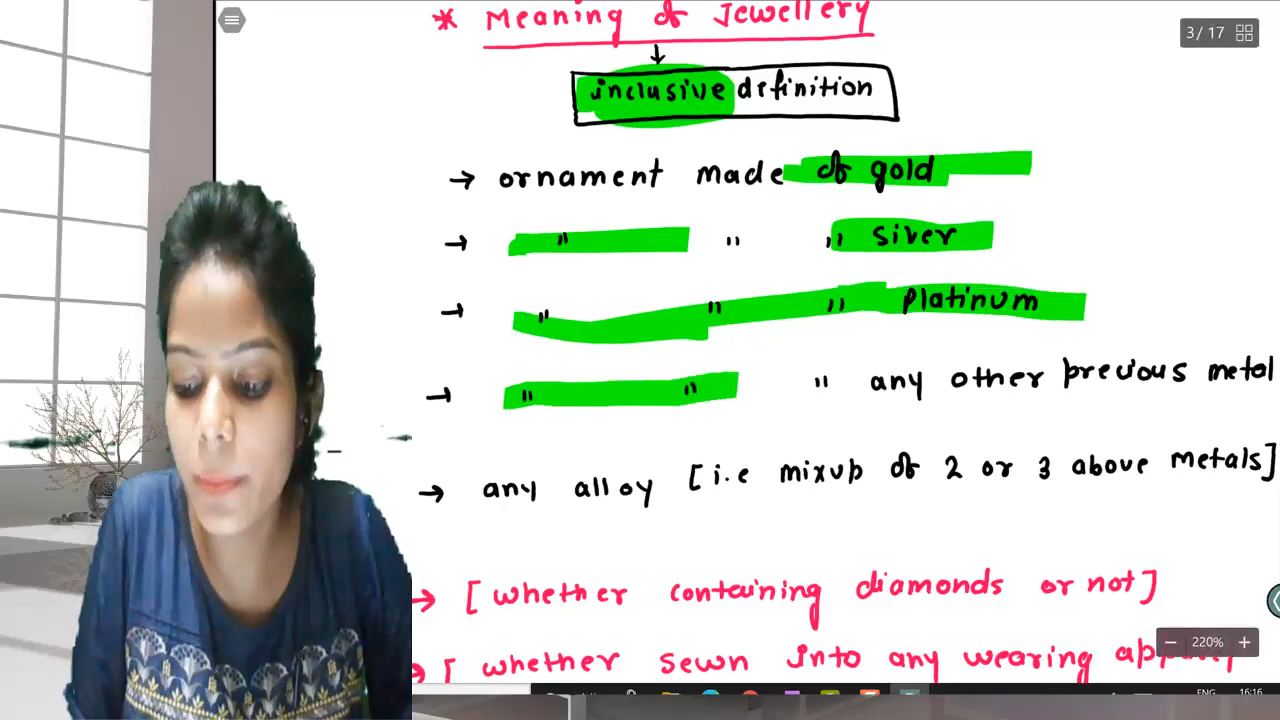 * Meaning of Jewellery
3 / 17
inclusive definition
→ ornament made of gold
→ " " " silver
→ " " " platinum
→ " " " any other precious metal
→ any alloy [i.e mixup of 2 or 3 above metals]
→ [whether containing diamonds or not]
220%
→ [ whether sewn into any wearing
ENG
16:16